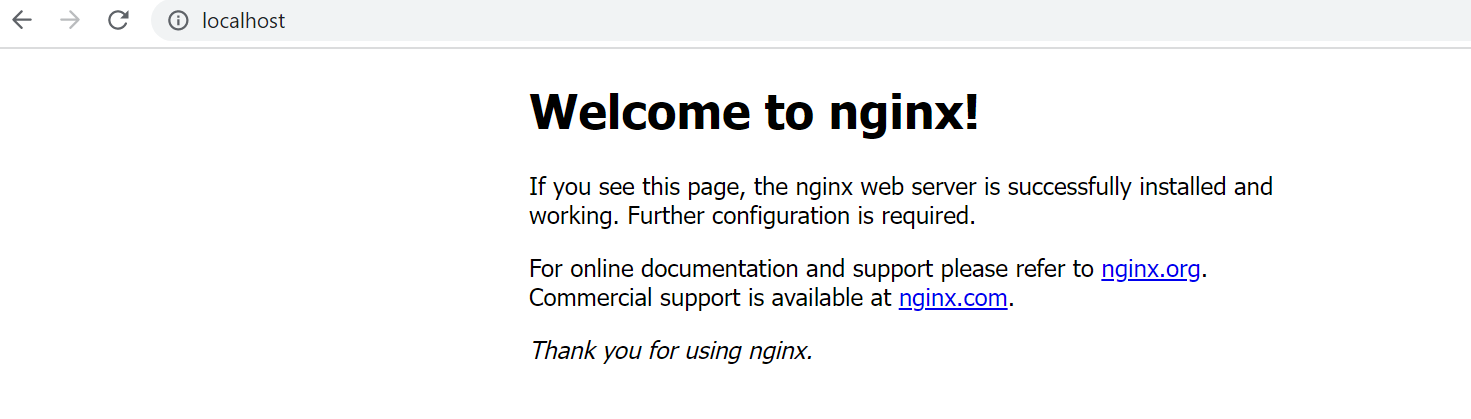 localhost
Welcome to nginx!
If you see this page, the nginx web server is successfully installed and
working. Further configuration is required.
For online documentation and support please refer to nginx.org.
Commercial support is available at nginx.com.
Thank you for using nginx.